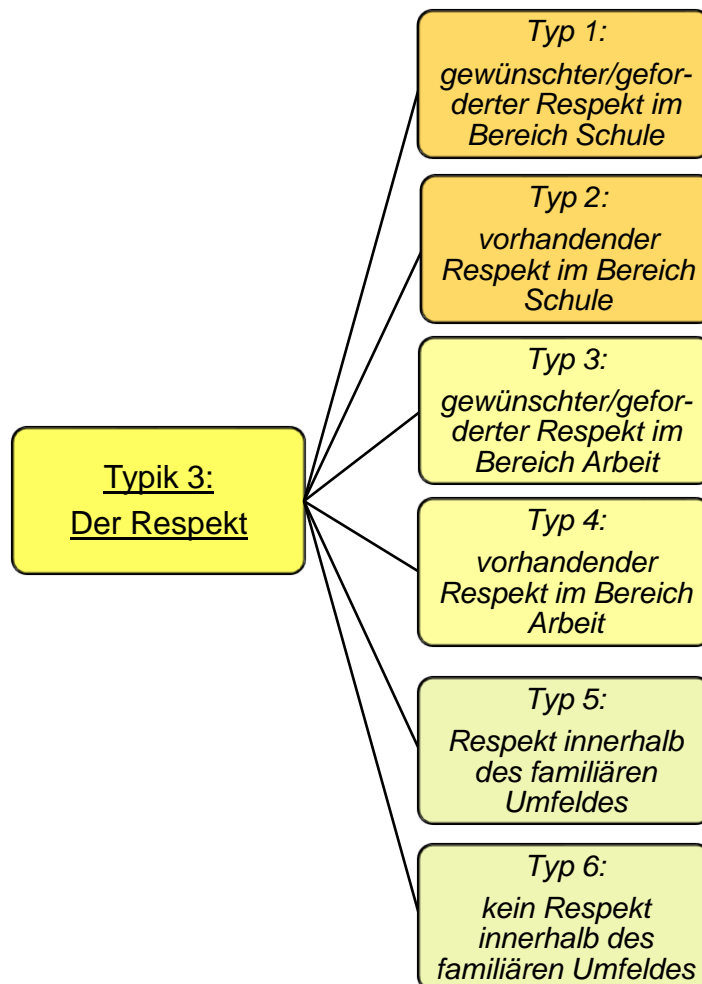 Typik 3:
Der Respekt
Typ 1:
gewünschter/gefor-
derter Respekt im
Bereich Schule
Typ 2:
vorhandender
Respekt im Bereich
Schule
Typ 3:
gewünschter/gefor-
derter Respekt im
Bereich Arbeit
Typ 4:
vorhandender
Respekt im Bereich
Arbeit
Typ 5:
Respekt innerhalb
des familiären
Umfeldes
Typ 6:
kein Respekt
innerhalb des
familiären Umfeldes